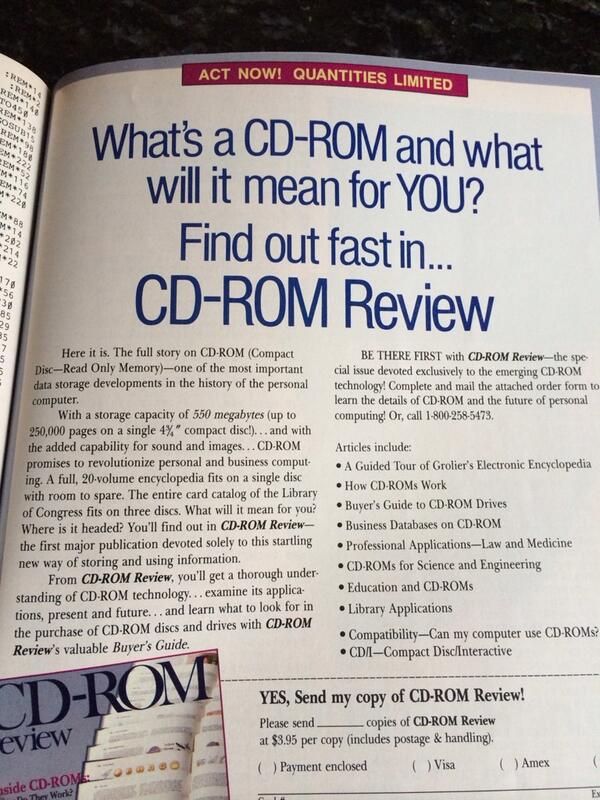 :REM*14
:REM*2
REM*140
TO450
GOSUB15
ACT NOW! QUANTITIES LIMITED
What's a CD-ROM and what
will it mean for YOU?
Find out fast in...
CD-ROM Review
Here it is. The full story on CD-ROM (Compact
Disc—Read Only Memory)—one of the most important
data storage developments in the history of the personal
computer.
With a storage capacity of 550 megabytes (up to
250,000 pages on a single 4¾" compact disc!)...and with
the added capability for sound and images...CD-ROM
promises to revolutionize personal and business comput-
ing. A full, 20-volume encyclopedia fits on a single disc
with room to spare. The entire card catalog of the Library
of Congress fits on three discs. What will it mean for you?
Where is it headed? You'll find out in CD-ROM Review—
the first major publication devoted solely to this startling
new way of storing and using information.
From CD-ROM Review, you'll get a thorough under-
standing of CD-ROM technology...examine its applica-
tions, present and future...and learn what to look for in
the purchase of CD-ROM discs and drives with CD-ROM
Review's valuable Buyer's Guide.
BE THERE FIRST with CD-ROM Review—the spe-
cial issue devoted exclusively to the emerging CD-ROM
technology! Complete and mail the attached order form to
learn the details of CD-ROM and the future of personal
computing! Or, call 1-800-258-5473.
Articles include:
• A Guided Tour of Grolier's Electronic Encyclopedia
• How CD-ROMs Work
• Buyer's Guide to CD-ROM Drives
• Business Databases on CD-ROM
• Professional Applications—Law and Medicine
• CD-ROMs for Science and Engineering
• Education and CD-ROMs
• Library Applications
• Compatibility—Can my computer use CD-ROMs?
• CD/I—Compact Disc/Interactive
CD-ROM
eview
nside CD-ROMs:
Do They Work?
YES, Send my copy of CD-ROM Review!
Please send ______ copies of CD-ROM Review
at $3.95 per copy (includes postage & handling).
( ) Payment enclosed ( ) Visa ( ) Amex (